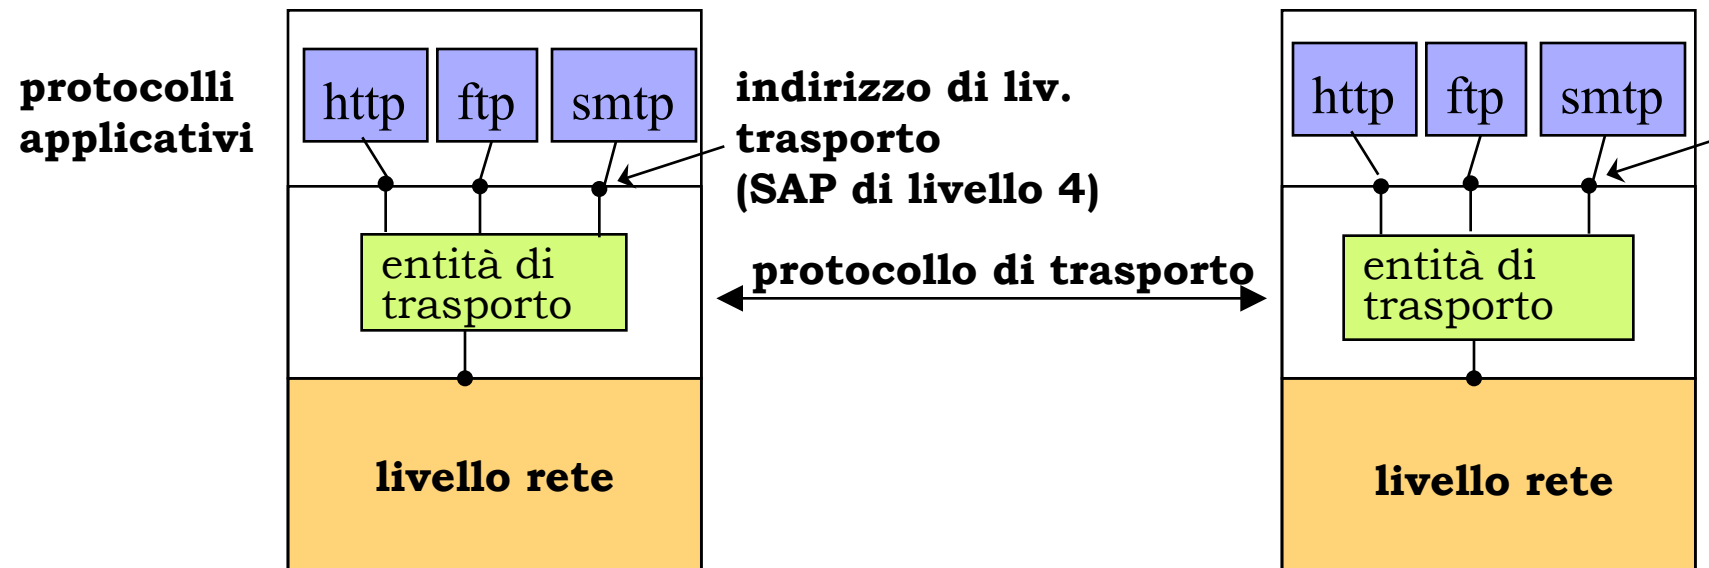 protocolli
applicativi
http
ftp
smtp
indirizzo di liv.
trasporto
(SAP di livello 4)
http
ftp
smtp
entità di
trasporto
protocollo di trasporto
entità di
trasporto
livello rete
livello rete